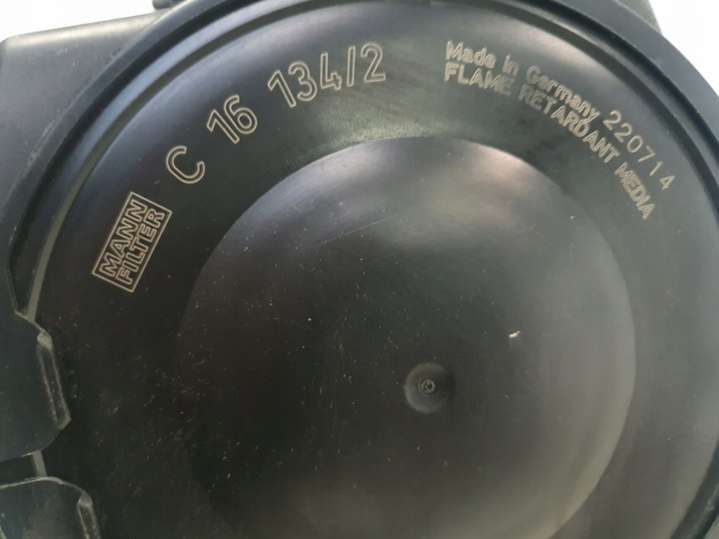 MANN
FILTER
C 16 134/2
Made in Germany 220714
FLAME RETARDANT MEDIA